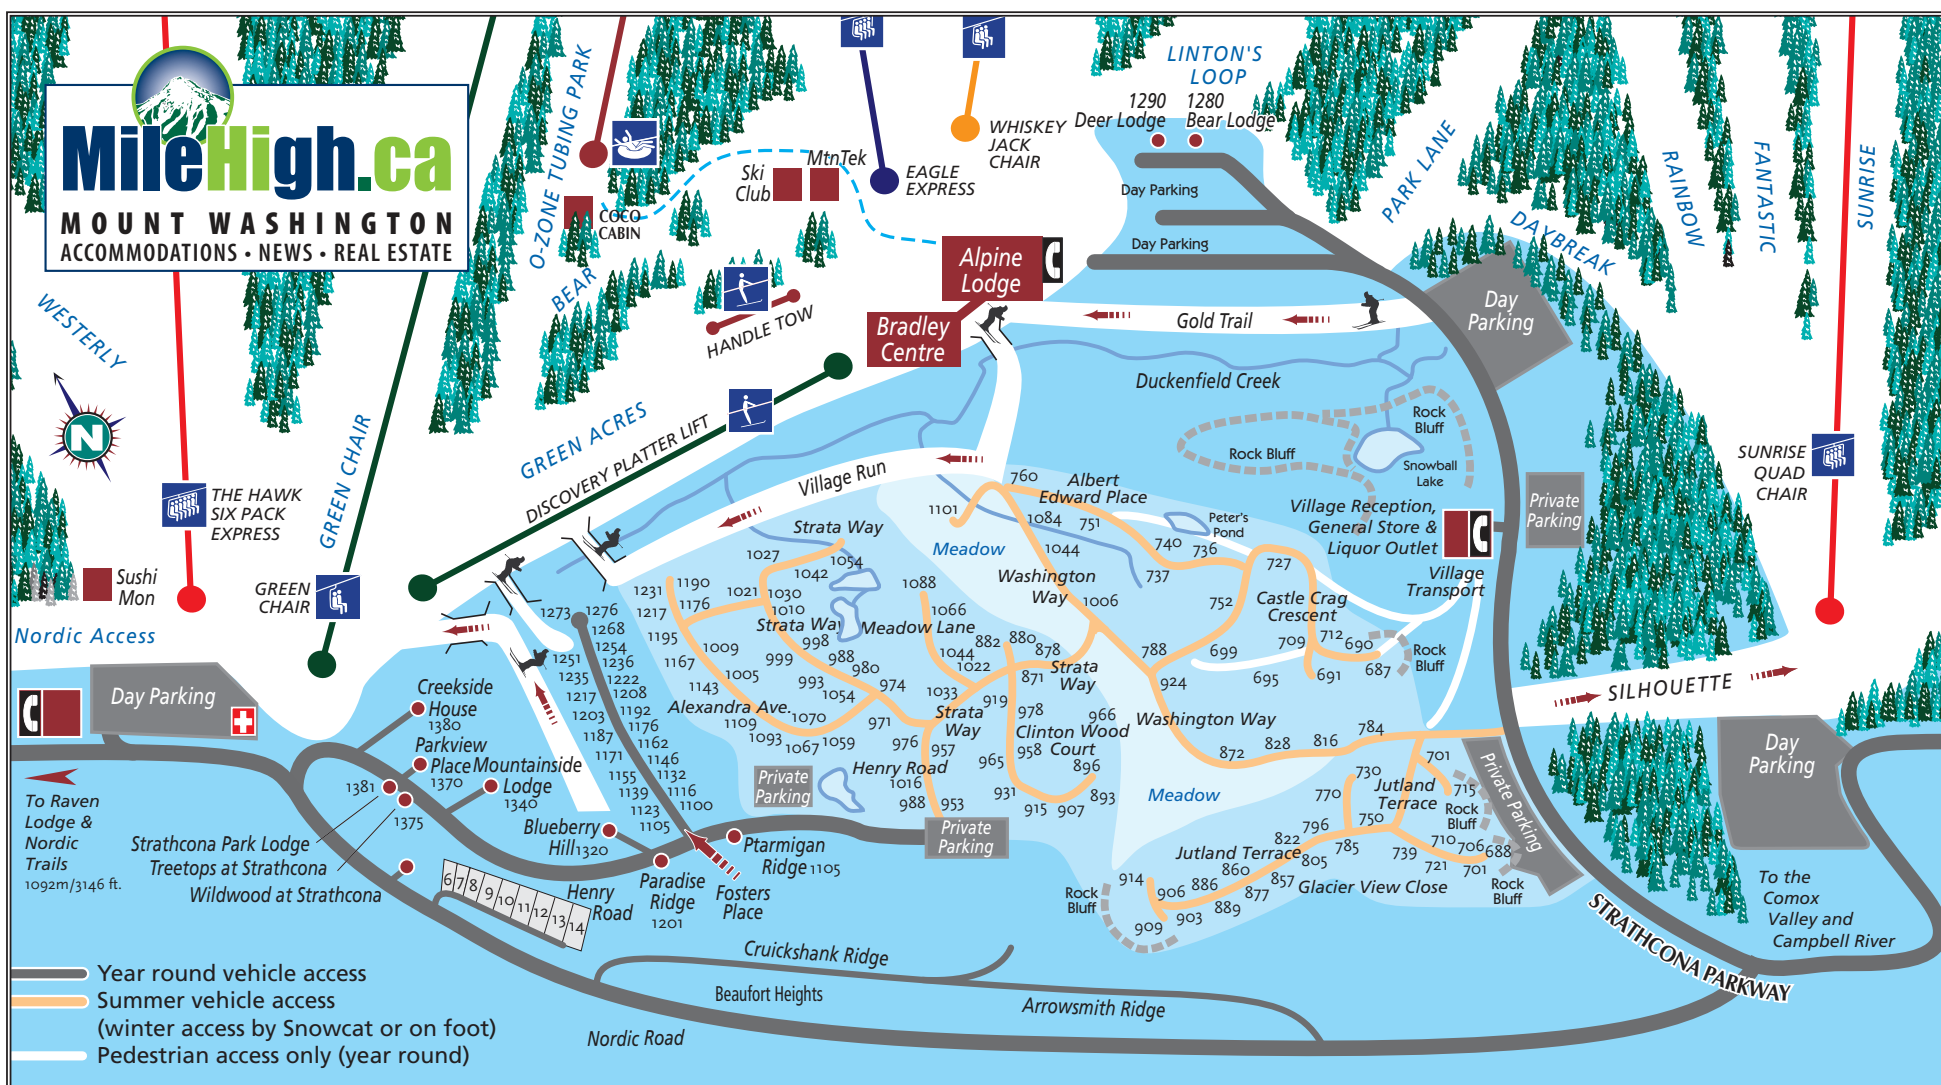 MileHigh.ca
MOUNT WASHINGTON
ACCOMMODATIONS • NEWS • REAL ESTATE
WESTERLY
N
THE HAWK
SIX PACK
EXPRESS
GREEN CHAIR
GREEN
CHAIR
Sushi
Mon
Nordic Access
O-ZONE TUBING PARK
BEAR
COCO
CABIN
Ski
Club
MtnTek
HANDLE TOW
GREEN ACRES
DISCOVERY PLATTER LIFT
EAGLE
EXPRESS
WHISKEY
JACK
CHAIR
Alpine
Lodge
Bradley
Centre
LINTON'S
LOOP
1290
Deer Lodge
1280
Bear Lodge
Day Parking
Day Parking
PARK LANE
DAYBREAK
RAINBOW
FANTASTIC
SUNRISE
Day
Parking
Gold Trail
Duckenfield Creek
Rock
Bluff
Rock Bluff
Snowball
Lake
SUNRISE
QUAD
CHAIR
Private
Parking
Village Reception,
General Store &
Liquor Outlet
Village
Transport
Village Run
Strata Way
1027
1054
1042
1021
1030
1010
Strata Way
998
988
980
974
999
993
1054
1070
1059
1067
1093
1109
971
976
1231
1190
1217
1176
1195
1009
1167
1005
1143
Alexandra Ave.
Meadow
760
Albert
Edward Place
1101
1084
751
1044
740
736
737
Peter's
Pond
727
Washington
Way
1006
752
Castle Crag
Crescent
709
712
690
687
691
699
695
Rock
Bluff
788
924
1088
1066
Meadow Lane
1044
1022
882
880
878
871
Strata
Way
1033
919
Strata
Way
978
966
Clinton Wood
Court
958
965
896
931
915
907
893
957
Henry Road
1016
988
953
Private
Parking
Private
Parking
Washington Way
872
828
816
784
Meadow
701
730
715
Jutland
Terrace
770
750
796
822
785
739
710
706
688
721
701
Rock
Bluff
Rock
Bluff
Jutland Terrace
805
860
857
886
877
914
906
889
903
909
Glacier View Close
Rock
Bluff
Private Parking
SILHOUETTE
Day
Parking
To the
Comox
Valley and
Campbell River
STRATHCONA PARKWAY
1273
1276
1268
1254
1251
1236
1235
1222
1217
1208
1203
1192
1187
1176
1171
1162
1155
1146
1139
1132
1123
1116
1105
1100
Day Parking
Creekside
House
1380
Parkview
Place
1370
Mountainside
Lodge
1340
1381
1375
Strathcona Park Lodge
Treetops at Strathcona
Wildwood at Strathcona
Blueberry
Hill 1320
Henry
Road
Paradise
Ridge
1201
Fosters
Place
Ptarmigan
Ridge 1105
6 7 8 9 10 11 12 13 14
To Raven
Lodge &
Nordic
Trails
1092m/3146 ft.
Cruickshank Ridge
Beaufort Heights
Arrowsmith Ridge
Nordic Road
Year round vehicle access
Summer vehicle access
(winter access by Snowcat or on foot)
Pedestrian access only (year round)